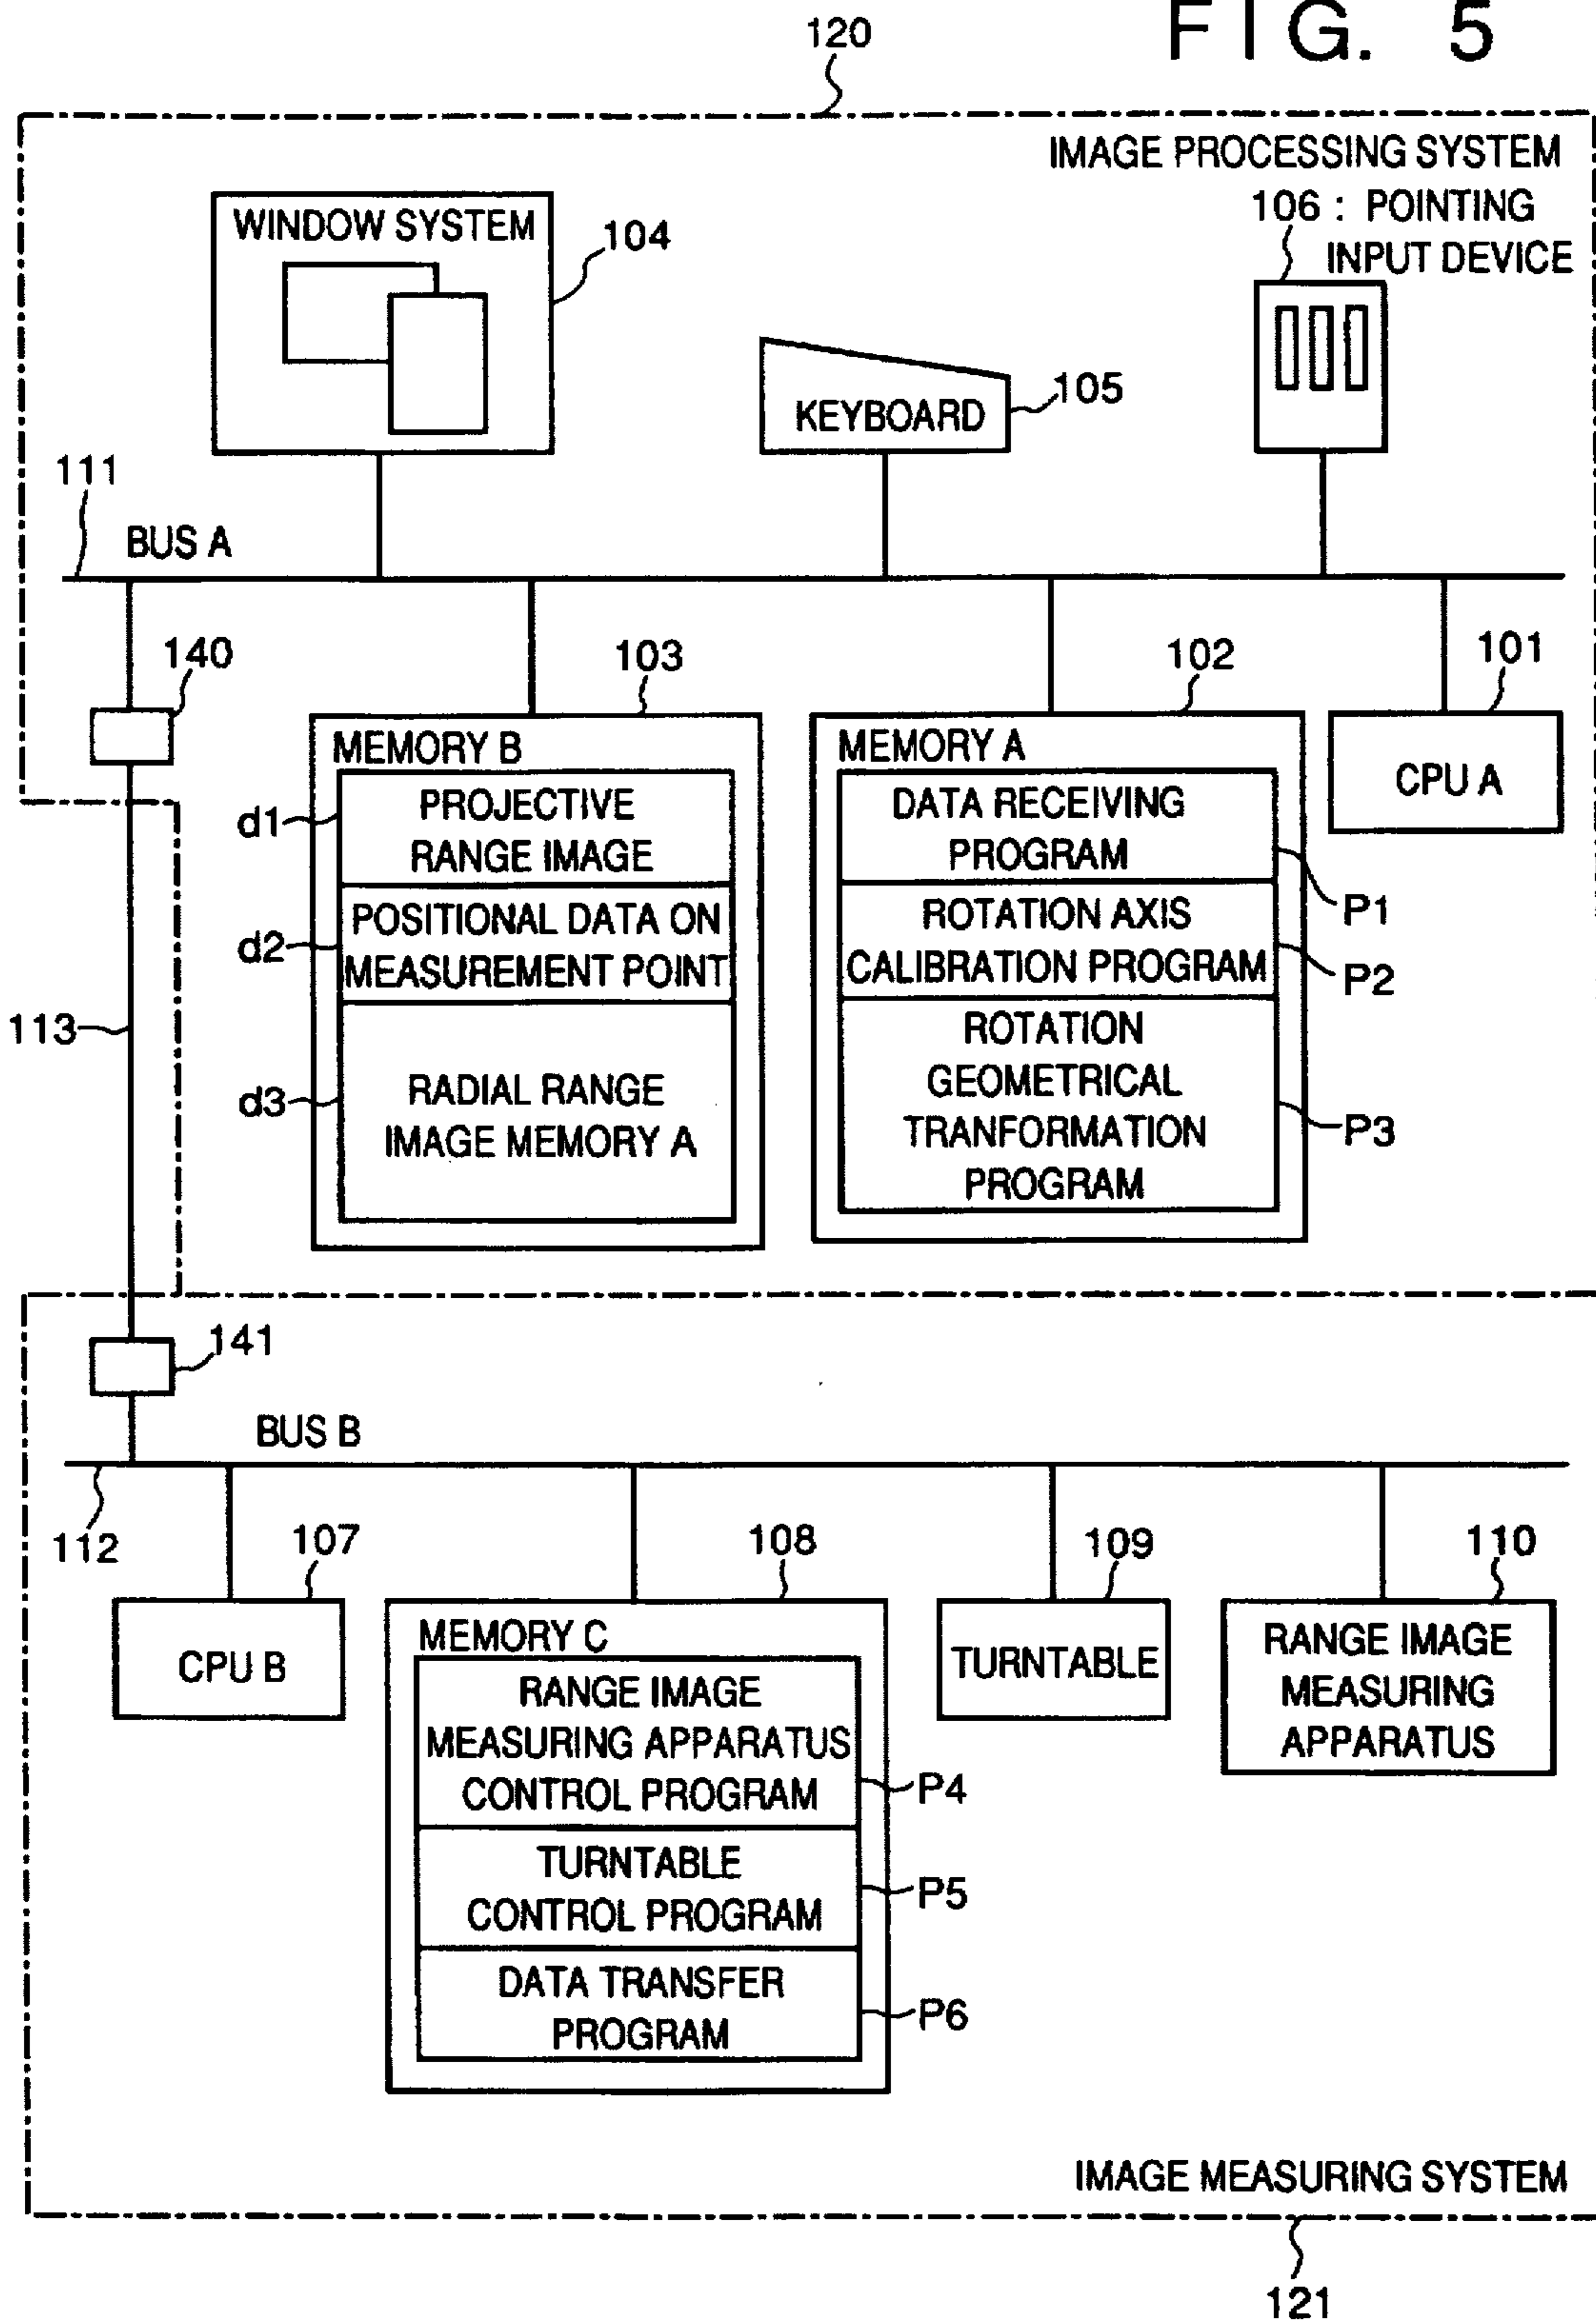 FIG. 5
120
IMAGE PROCESSING SYSTEM
WINDOW SYSTEM
104
106 : POINTING
INPUT DEVICE
KEYBOARD
105
111
BUS A
140
103
102
101
MEMORY B
PROJECTIVE
RANGE IMAGE
d1
POSITIONAL DATA ON
MEASUREMENT POINT
d2
RADIAL RANGE
IMAGE MEMORY A
d3
MEMORY A
DATA RECEIVING
PROGRAM
P1
ROTATION AXIS
CALIBRATION PROGRAM
P2
ROTATION
GEOMETRICAL
TRANFORMATION
PROGRAM
P3
CPU A
113
141
BUS B
112
107
108
109
110
CPU B
MEMORY C
RANGE IMAGE
MEASURING APPARATUS
CONTROL PROGRAM
P4
TURNTABLE
CONTROL PROGRAM
P5
DATA TRANSFER
PROGRAM
P6
TURNTABLE
RANGE IMAGE
MEASURING
APPARATUS
IMAGE MEASURING SYSTEM
121